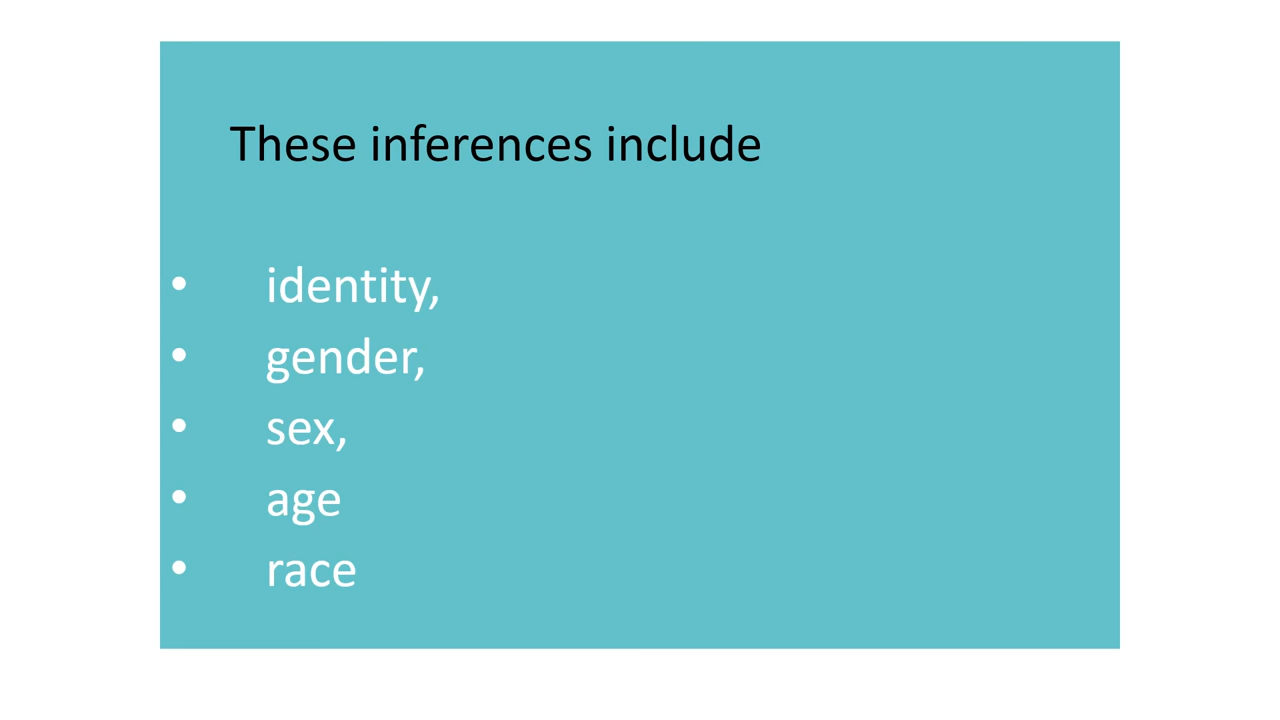 These inferences include
• identity,
• gender,
• sex,
• age
• race